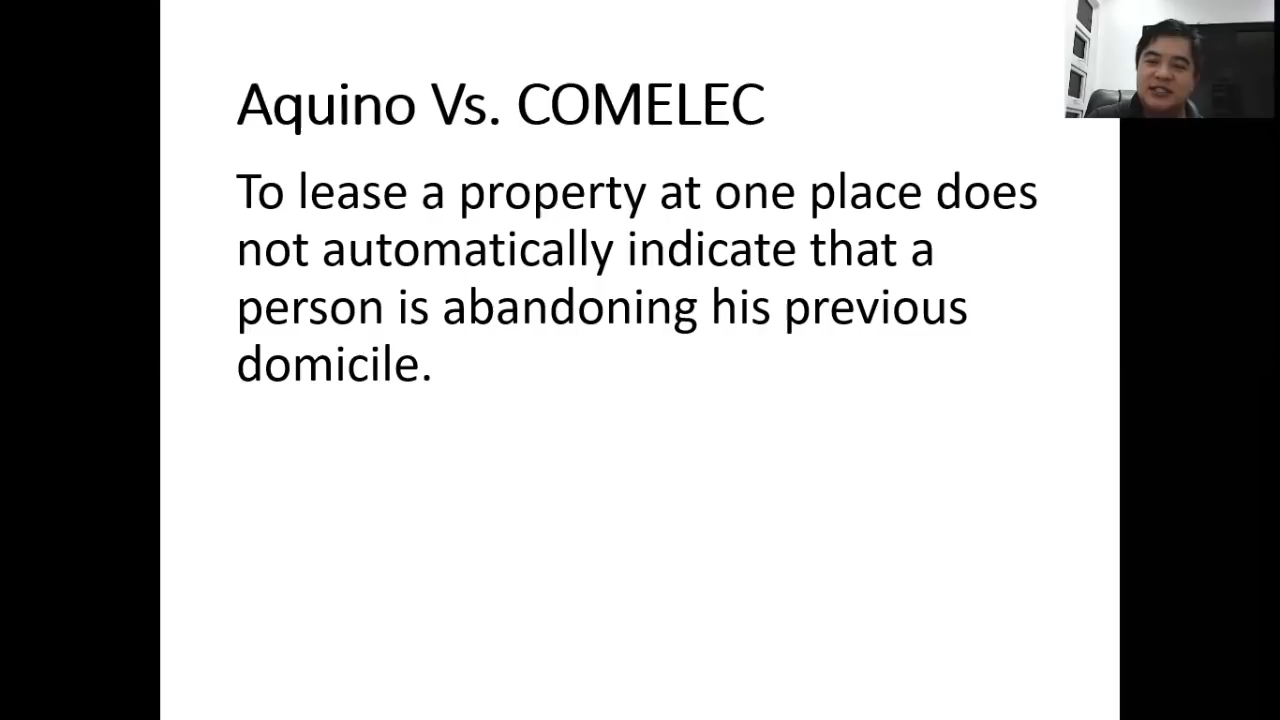 Aquino Vs. COMELEC
To lease a property at one place does
not automatically indicate that a
person is abandoning his previous
domicile.